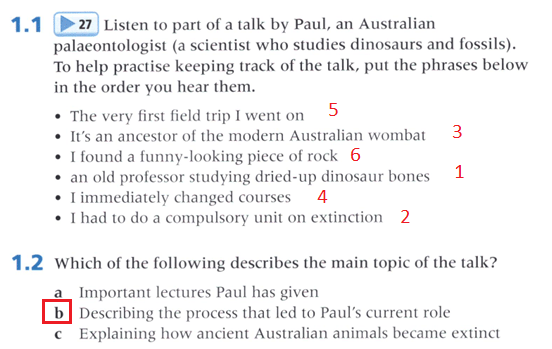 1.1 27 Listen to part of a talk by Paul, an Australian
palaeontologist (a scientist who studies dinosaurs and fossils).
To help practise keeping track of the talk, put the phrases below
in the order you hear them.
• The very first field trip I went on 5
• It's an ancestor of the modern Australian wombat 3
• I found a funny-looking piece of rock 6
• an old professor studying dried-up dinosaur bones 1
• I immediately changed courses 4
• I had to do a compulsory unit on extinction 2
1.2 Which of the following describes the main topic of the talk?
a Important lectures Paul has given
b Describing the process that led to Paul's current role
c Explaining how ancient Australian animals became extinct